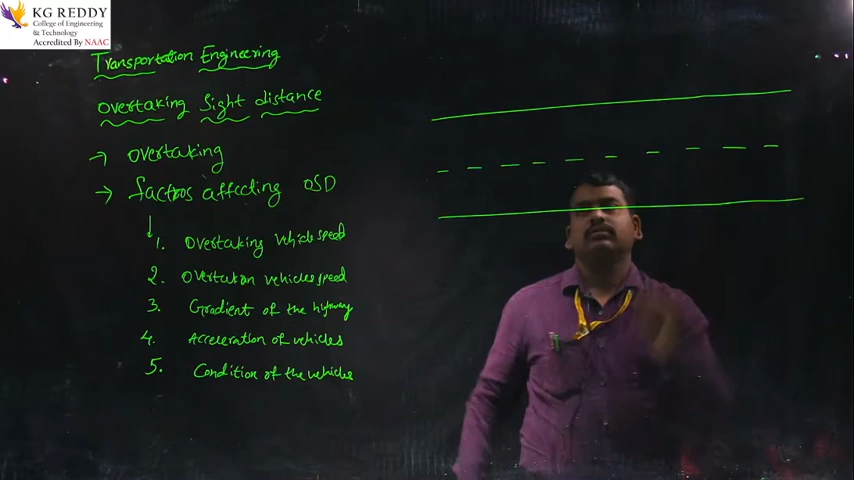 KG REDDY
College of Engineering
& Technology
Accredited By NAAC
Transportation Engineering
Overtaking Sight distance
→ Overtaking
→ factros affecting OSD
1. Overtaking vehicle speed
2. Overtakan vehicle speed
3. Gradient of the highway
4. Acceleration of vehicles
5. Condition of the vehicles